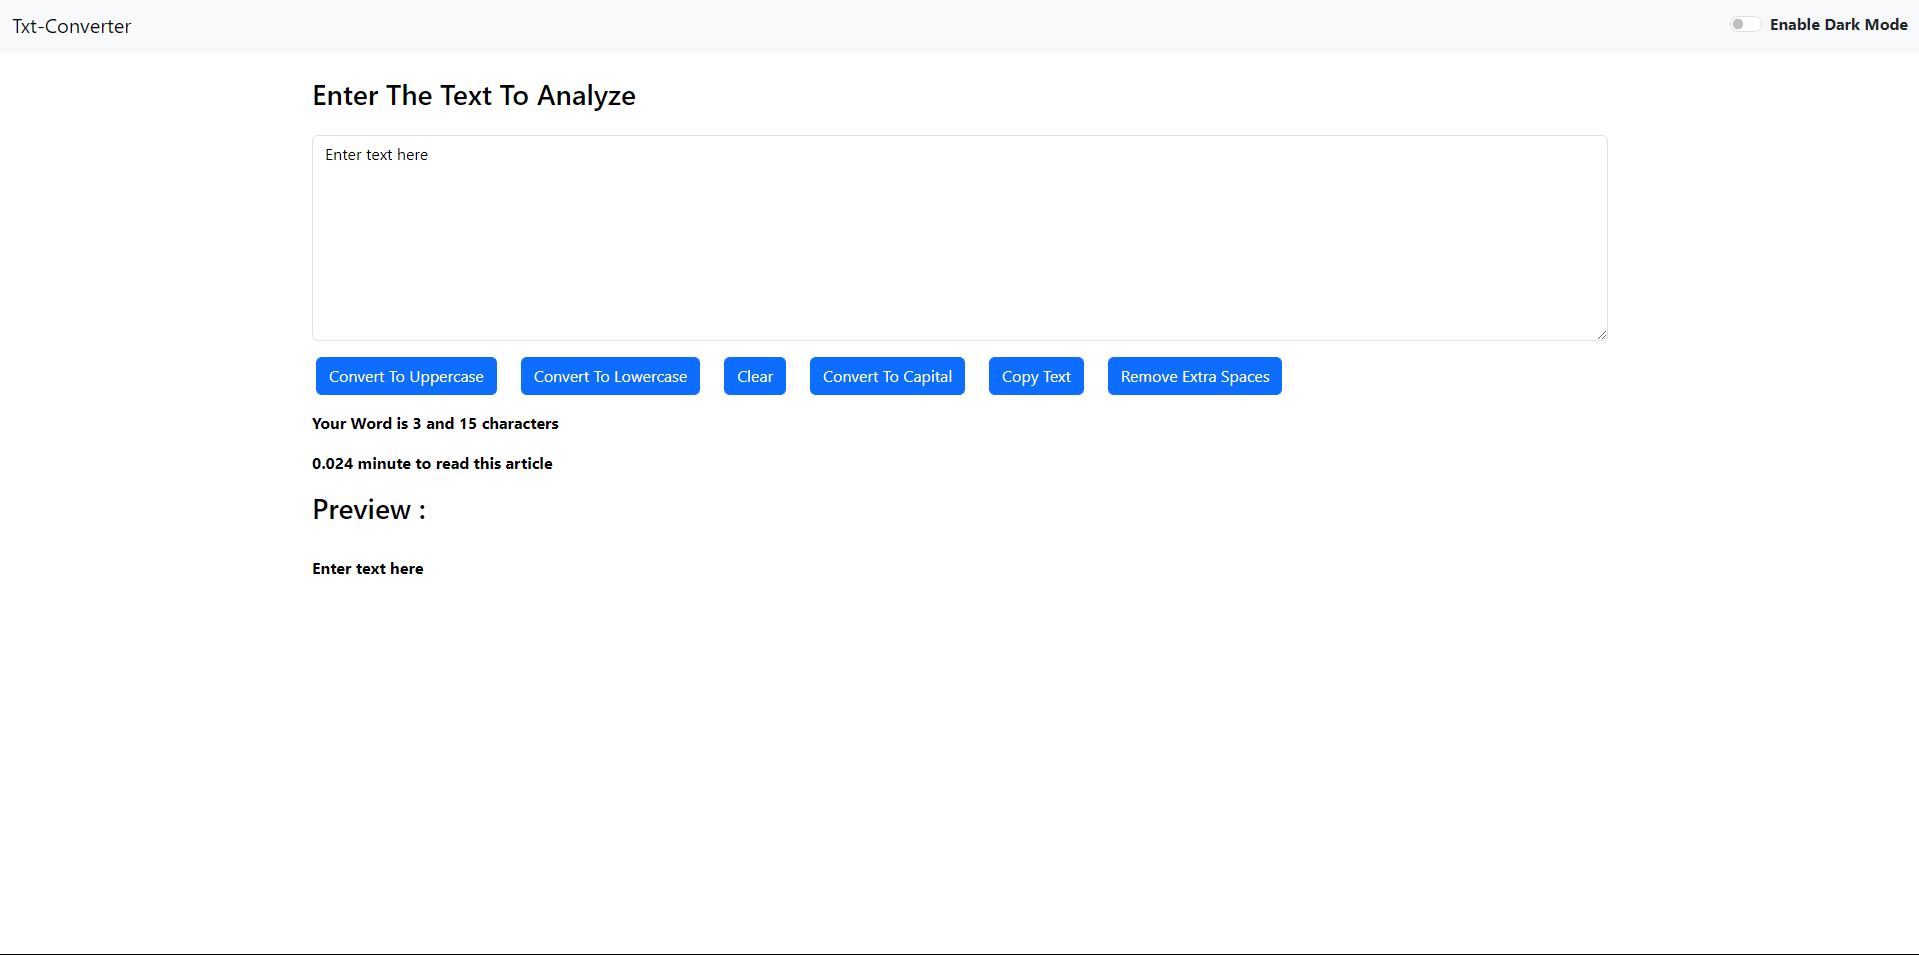 Txt-Converter
Enable Dark Mode
Enter The Text To Analyze
Enter text here
Convert To Uppercase
Convert To Lowercase
Clear
Convert To Capital
Copy Text
Remove Extra Spaces
Your Word is 3 and 15 characters
0.024 minute to read this article
Preview :
Enter text here